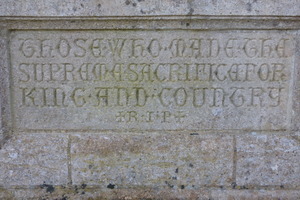 THOSE·WHO·MADE·THE
SUPREME·SACRIFICE·FOR
KING·AND·COUNTRY
✠R·I·P✠